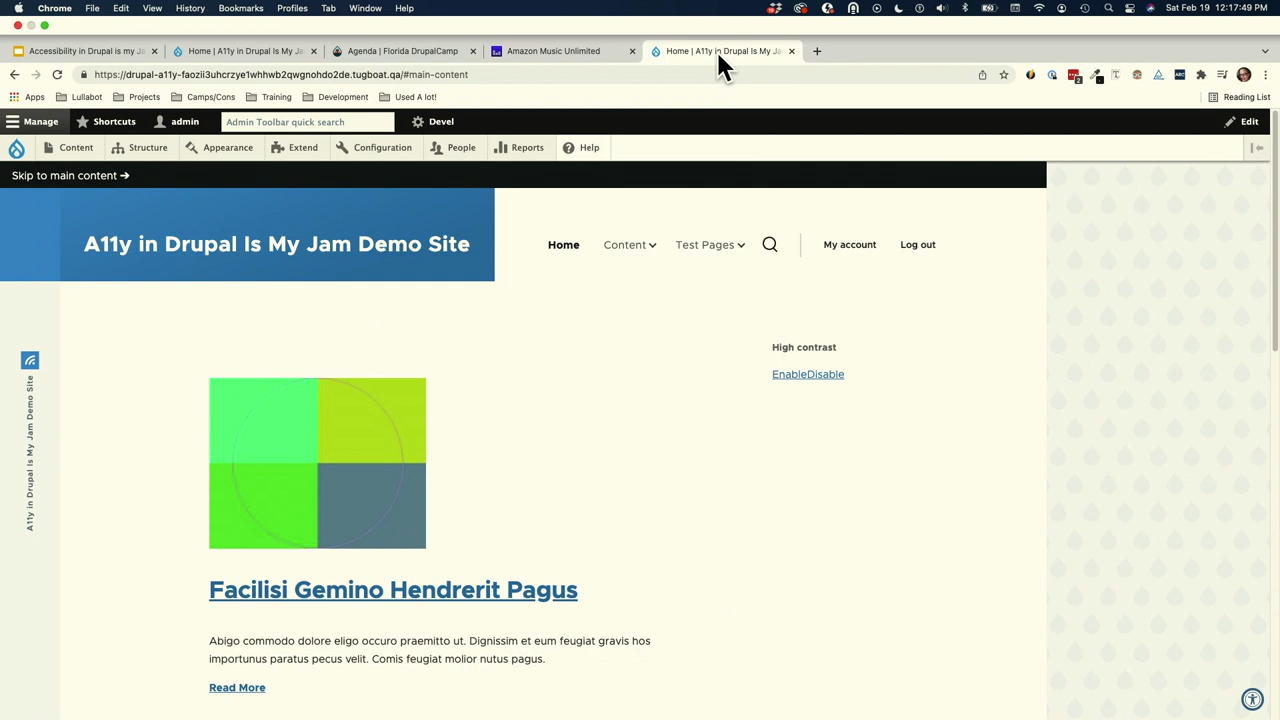 Chrome File Edit View History Bookmarks Profiles Tab Window Help Sat Feb 19 12:17:49 PM
Accessibility in Drupal is my Ja Home | A11y in Drupal Is My Ja Agenda | Florida DrupalCamp Amazon Music Unlimited Home | A11y in Drupal Is My Ja
https://drupal-a11y-faozii3uhcrzye1whhwb2qwgnohdo2de.tugboat.qa/#main-content
Apps Lullabot Projects Camps/Cons Training Development Used A lot! Reading List
Manage Shortcuts admin Admin Toolbar quick search Devel Edit
Content Structure Appearance Extend Configuration People Reports Help
Skip to main content →
A11y in Drupal Is My Jam Demo Site
Home Content Test Pages My account Log out
A11y in Drupal Is My Jam Demo Site
High contrast
EnableDisable
Facilisi Gemino Hendrerit Pagus
Abigo commodo dolore eligo occuro praemitto ut. Dignissim et eum feugiat gravis hos
importunus paratus pecus velit. Comis feugiat molior nutus pagus.
Read More